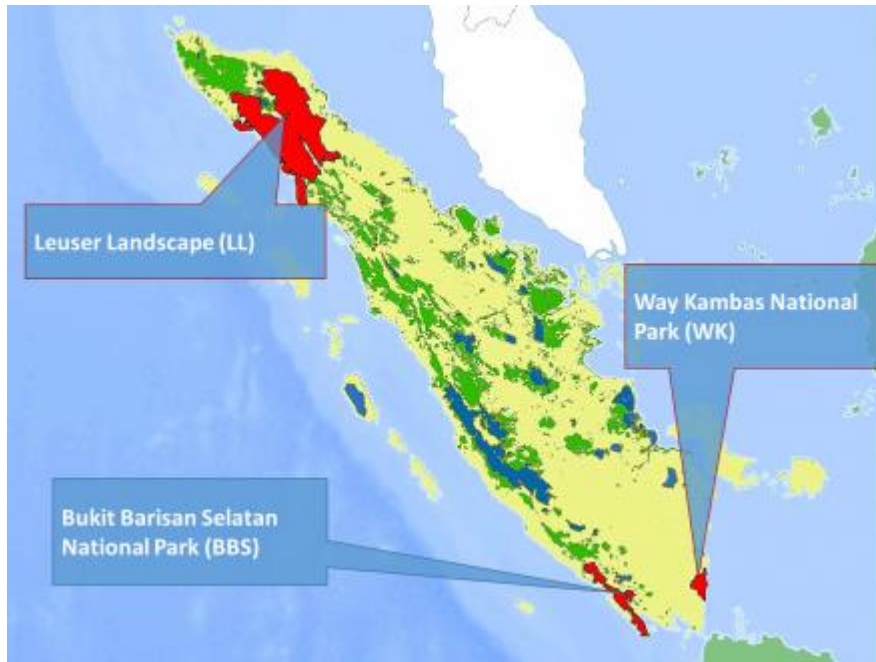 Leuser Landscape (LL)
Way Kambas National
Park (WK)
Bukit Barisan Selatan
National Park (BBS)